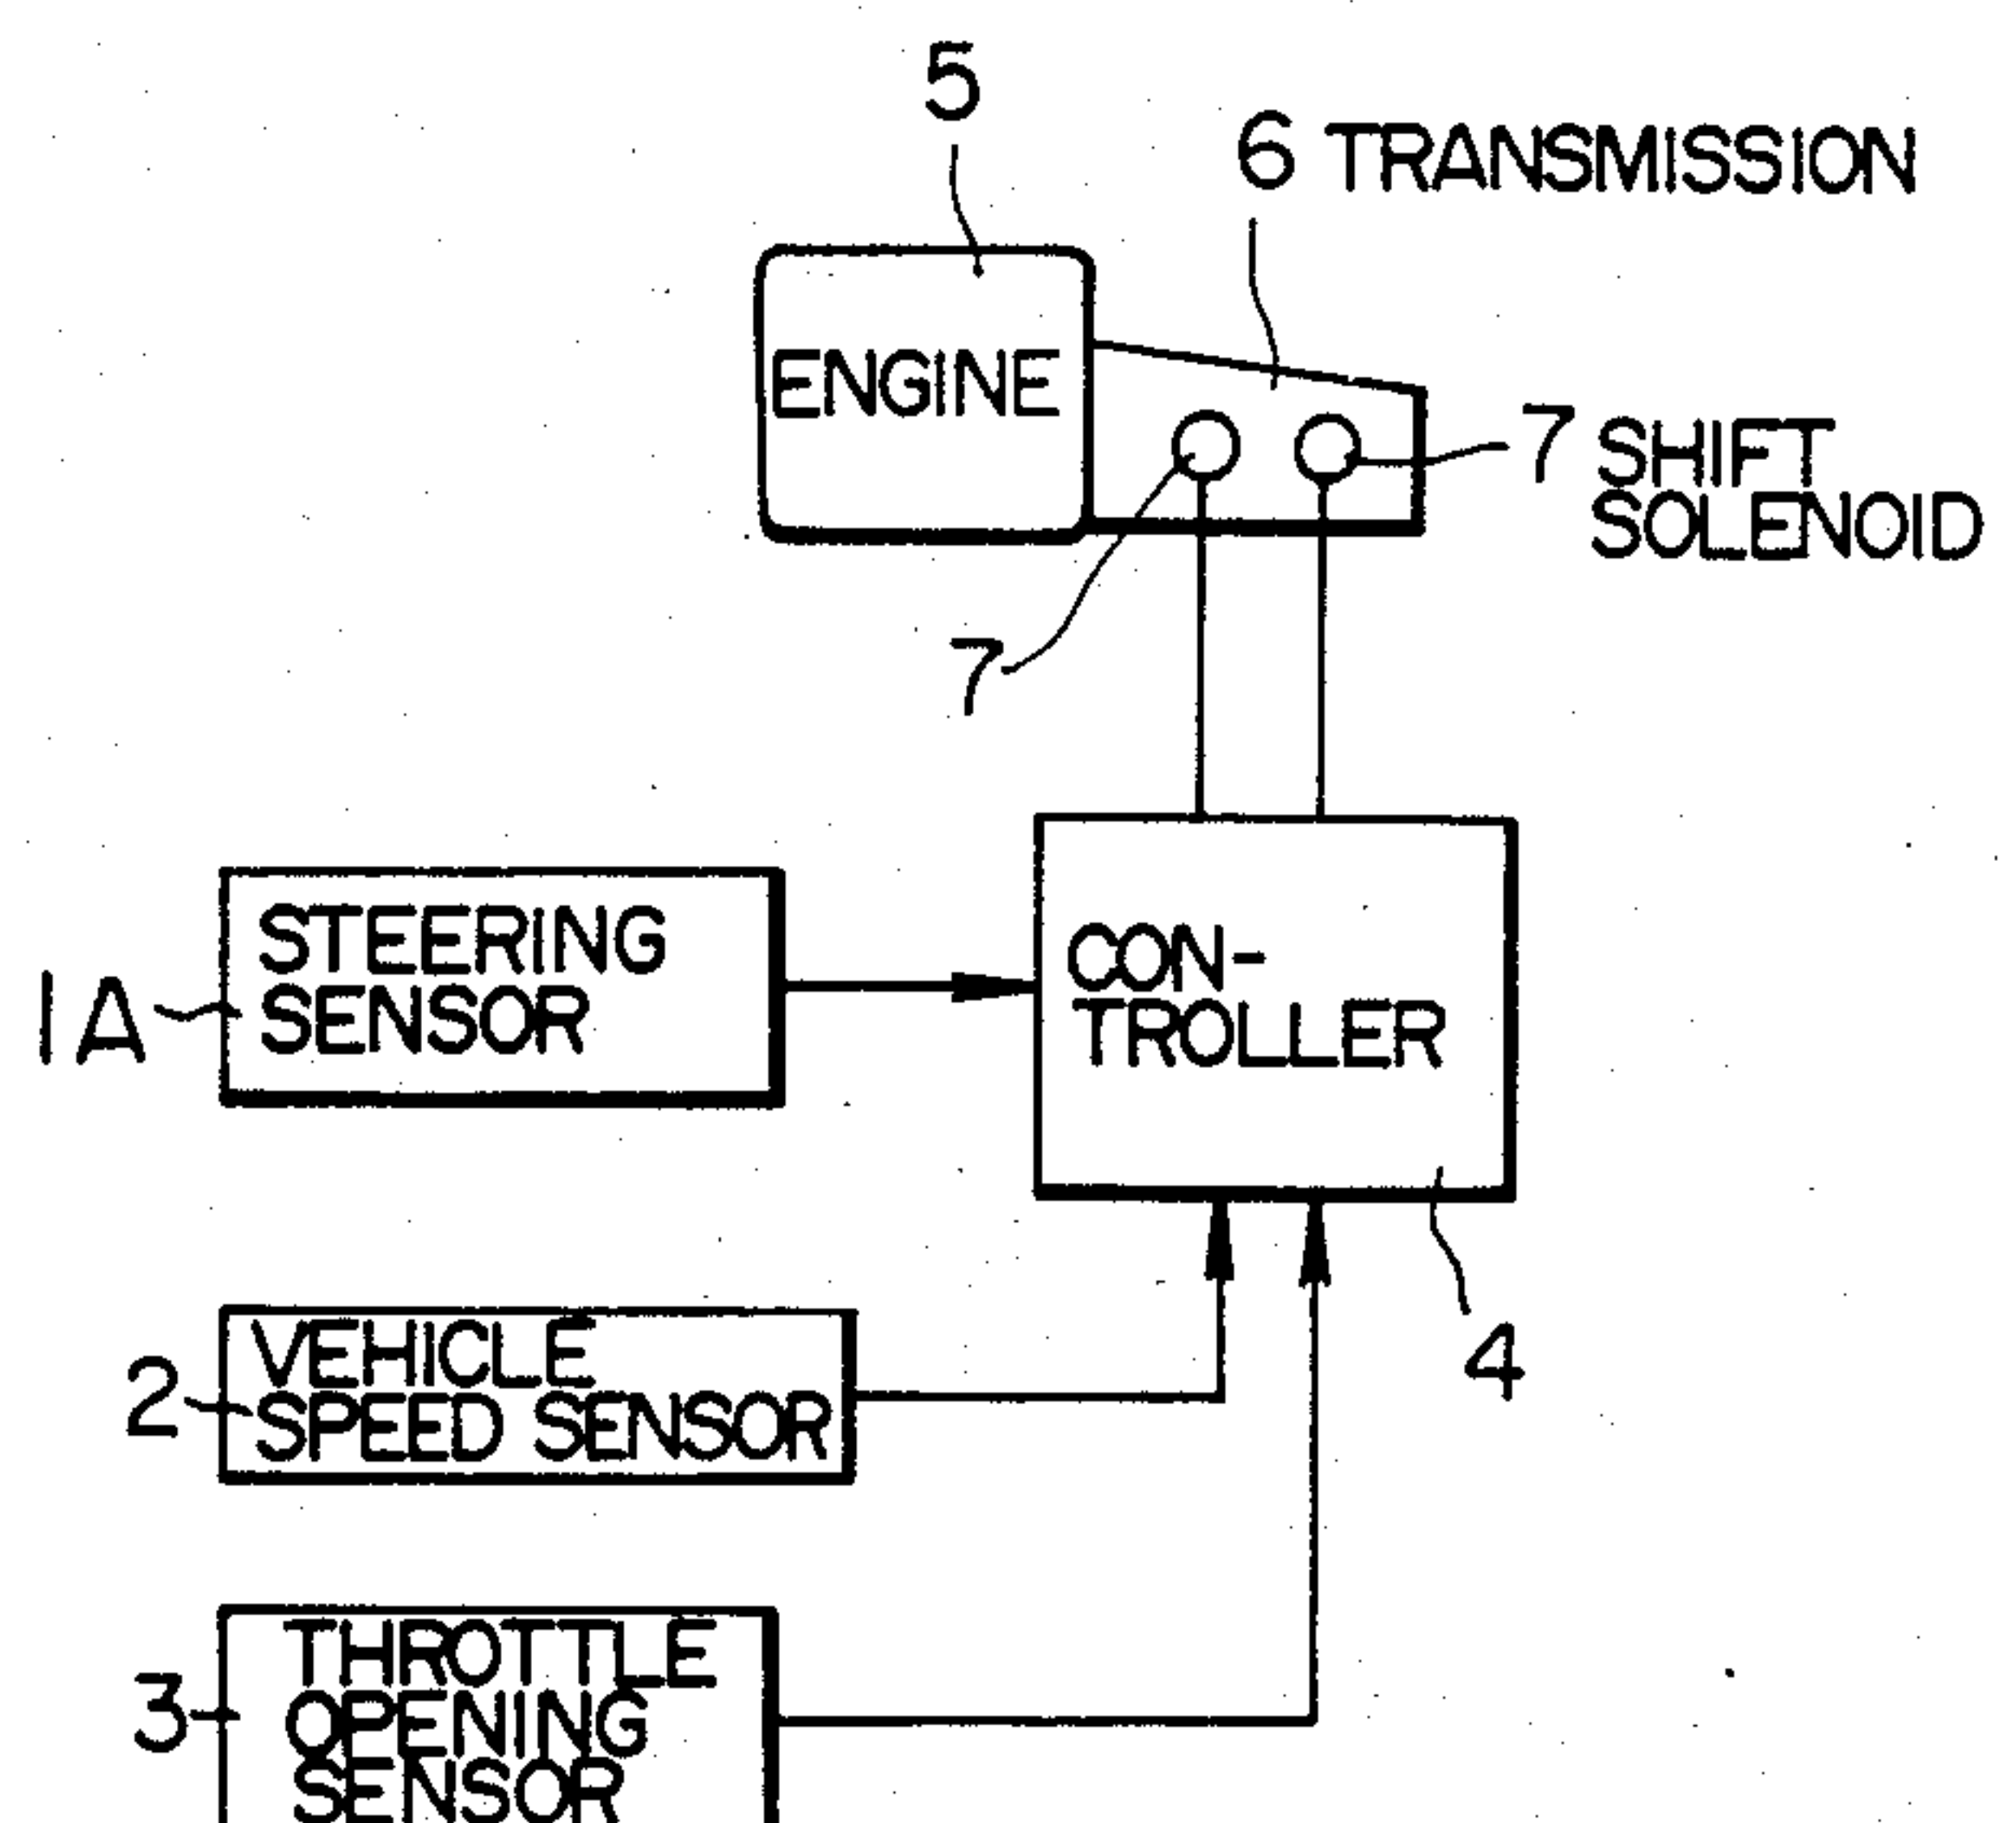 5
6 TRANSMISSION
ENGINE
7 SHIFT
SOLENOID
7
STEERING
SENSOR
1A
CON-
TROLLER
VEHICLE
SPEED SENSOR
2
4
THROTTLE
OPENING
SENSOR
3